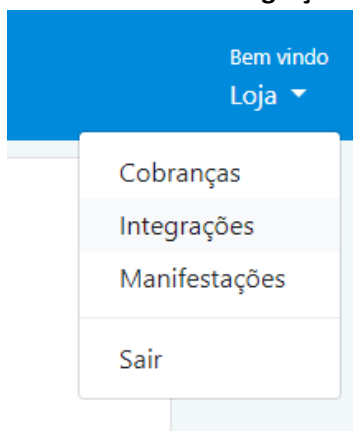 Bem vindo
Loja
Cobranças
Integrações
Manifestações
Sair